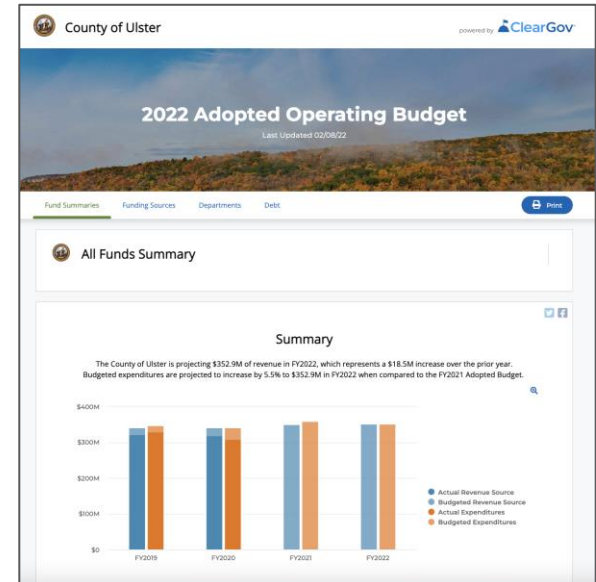 County of Ulster
powered by ClearGov
2022 Adopted Operating Budget
Last Updated 02/08/22
Fund Summaries Funding Sources Departments Debt Print
All Funds Summary
Summary
The County of Ulster is projecting $352.9M of revenue in FY2022, which represents a $18.5M increase over the prior year.
Budgeted expenditures are projected to increase by 5.5% to $352.9M in FY2022 when compared to the FY2021 Adopted Budget.
$400M
$300M
$200M
$100M
$0
FY2019 FY2020 FY2021 FY2022
Actual Revenue Source
Budgeted Revenue Source
Actual Expenditures
Budgeted Expenditures